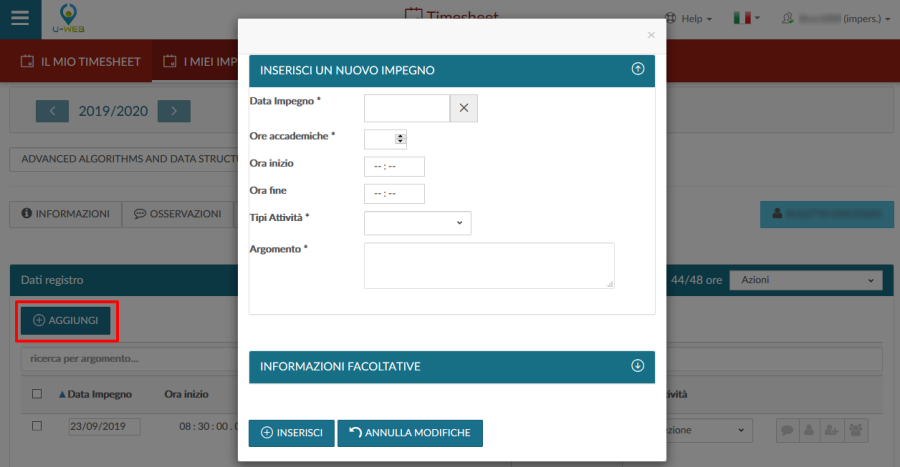 U-WEB
Timesheet
Help
(impers.)
IL MIO TIMESHEET
I MIEI IMP
×
INSERISCI UN NUOVO IMPEGNO
2019/2020
Data Impegno *
Ore accademiche *
Ora inizio
--:--
Ora fine
--:--
Tipi Attività *
Argomento *
ADVANCED ALGORITHMS AND DATA STRUCTU
INFORMAZIONI
OSSERVAZIONI
Dati registro
44/48 ore
Azioni
AGGIUNGI
ricerca per argomento...
INFORMAZIONI FACOLTATIVE
Data Impegno
Ora inizio
ività
23/09/2019
08 : 30 : 00 . 0
zione
INSERISCI
ANNULLA MODIFICHE